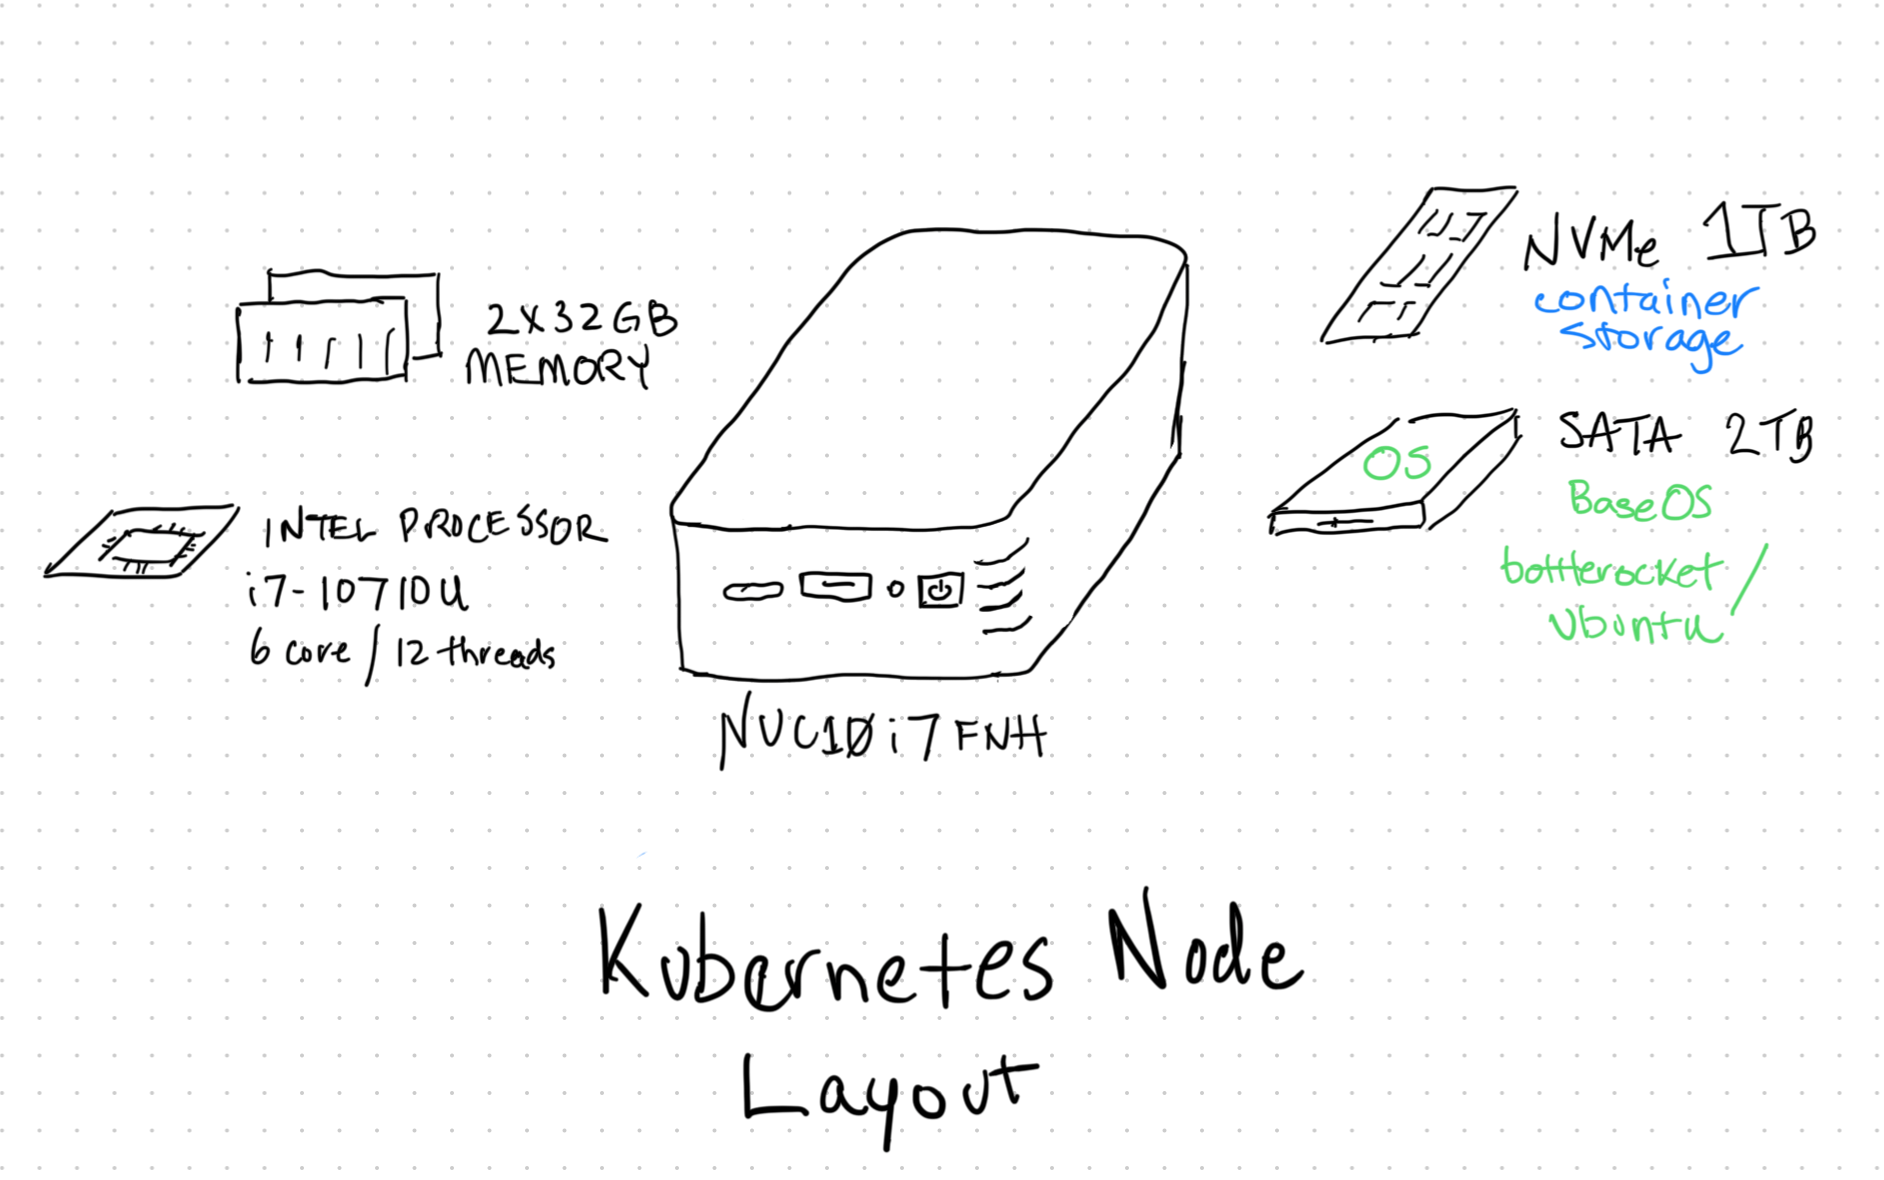 2X32GB
MEMORY
INTEL PROCESSOR
i7-10710U
6 core / 12 threads
NUC10i7FNH
NVMe 1TB
container
storage
OS
SATA 2TB
BaseOS
bottlerocket /
Ubuntu
Kubernetes Node
Layout